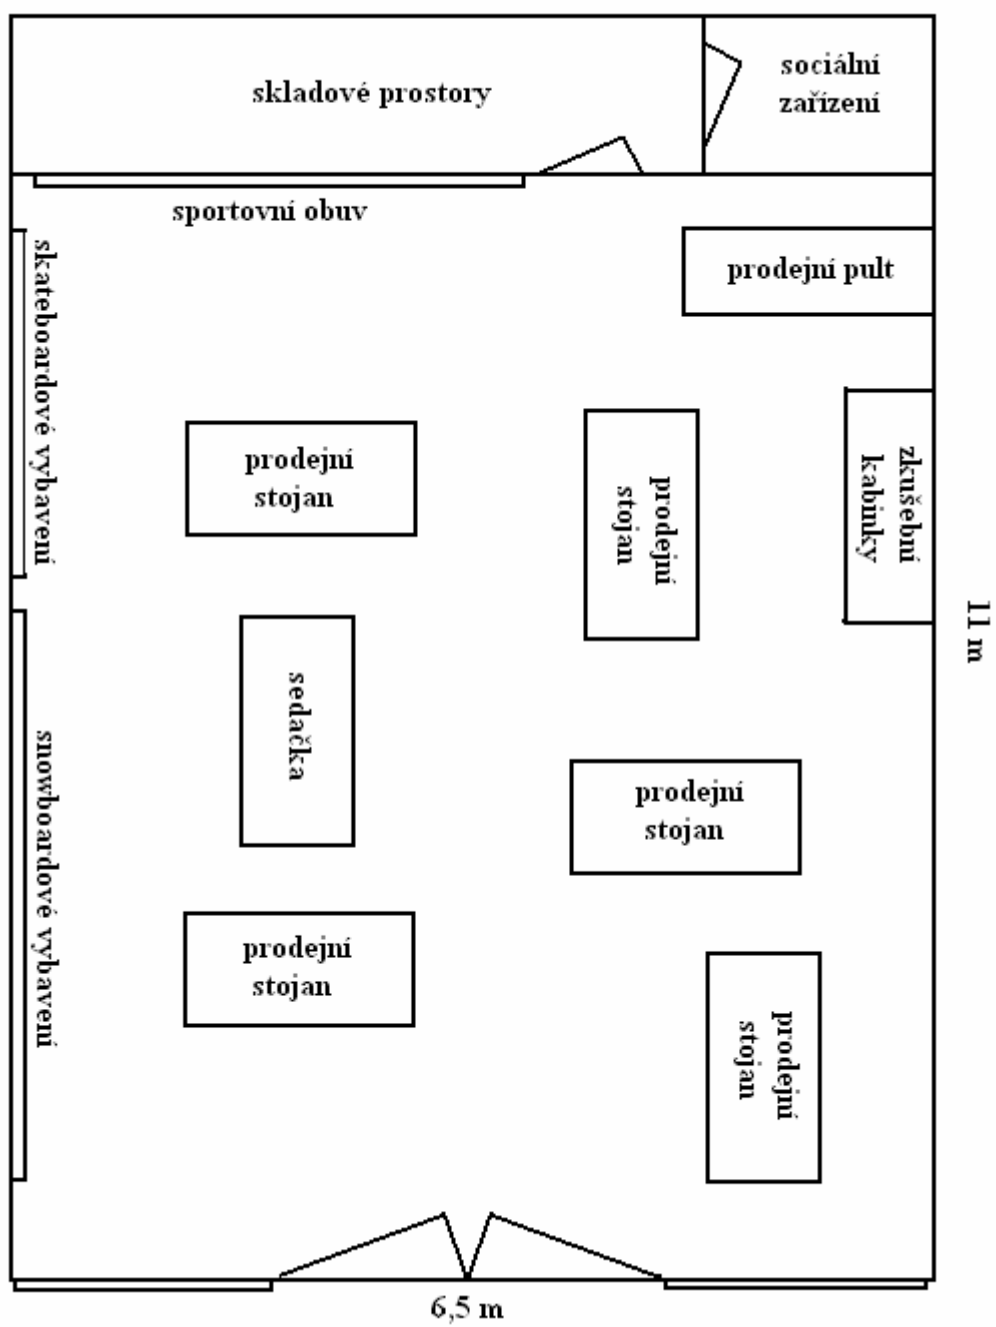 skladové prostory
sociální
zařízení
sportovní obuv
skateboardové vybavení
prodejní pult
prodejní
stojan
prodejní
stojan
zkušební
kabinky
11 m
sedačka
snowboardové vybavení
prodejní
stojan
prodejní
stojan
prodejní
stojan
6,5 m